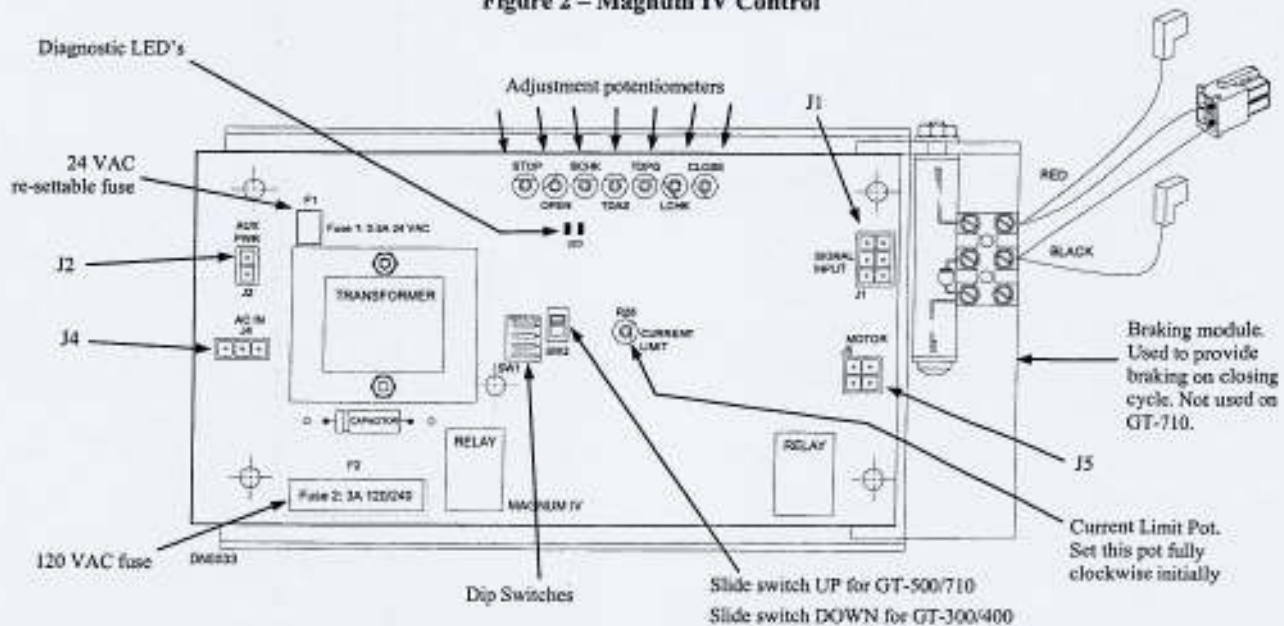 Figure 2 – Magnum IV Control
Diagnostic LED's
Adjustment potentiometers
J1
24 VAC
re-settable fuse
STOP
SCHK
TDPG
CLOSE
OPEN
LCHK
F1
Fuse 1:
24 VAC
RED
BLACK
AUX
PWR
J2
J2
SIGNAL
INPUT
J1
TRANSFORMER
AC IN
J4
J4
SW1
SW2
CURRENT
LIMIT
MOTOR
Braking module.
Used to provide
braking on closing
cycle. Not used on
GT-710.
CAPACITOR
RELAY
RELAY
J5
F2
Fuse 2: 3A 120/240
MAGNUM IV
120 VAC fuse
Dip Switches
Current Limit Pot.
Set this pot fully
clockwise initially
Slide switch UP for GT-500/710
Slide switch DOWN for GT-300/400